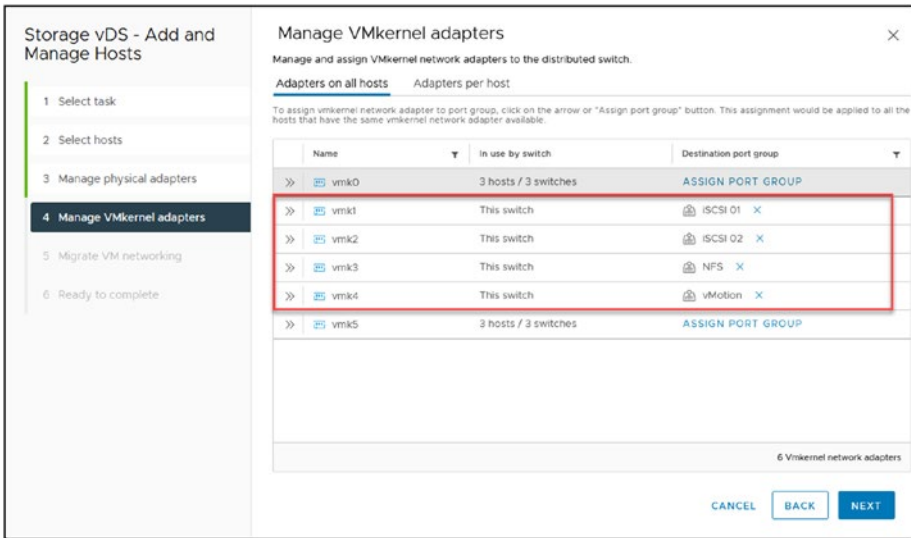 Storage vDS - Add and
Manage Hosts
1 Select task
2 Select hosts
3 Manage physical adapters
4 Manage VMkernel adapters
5 Migrate VM networking
6 Ready to complete
Manage VMkernel adapters
Manage and assign VMkernel network adapters to the distributed switch.
Adapters on all hosts Adapters per host
To assign vmkernel network adapter to port group, click on the arrow or "Assign port group" button. This assignment would be applied to all the
hosts that have the same vmkernel network adapter available.
Name In use by switch Destination port group
vmk0 3 hosts / 3 switches ASSIGN PORT GROUP
vmk1 This switch iSCSI 01
vmk2 This switch iSCSI 02
vmk3 This switch NFS
vmk4 This switch vMotion
vmk5 3 hosts / 3 switches ASSIGN PORT GROUP
6 Vmkernel network adapters
CANCEL BACK NEXT